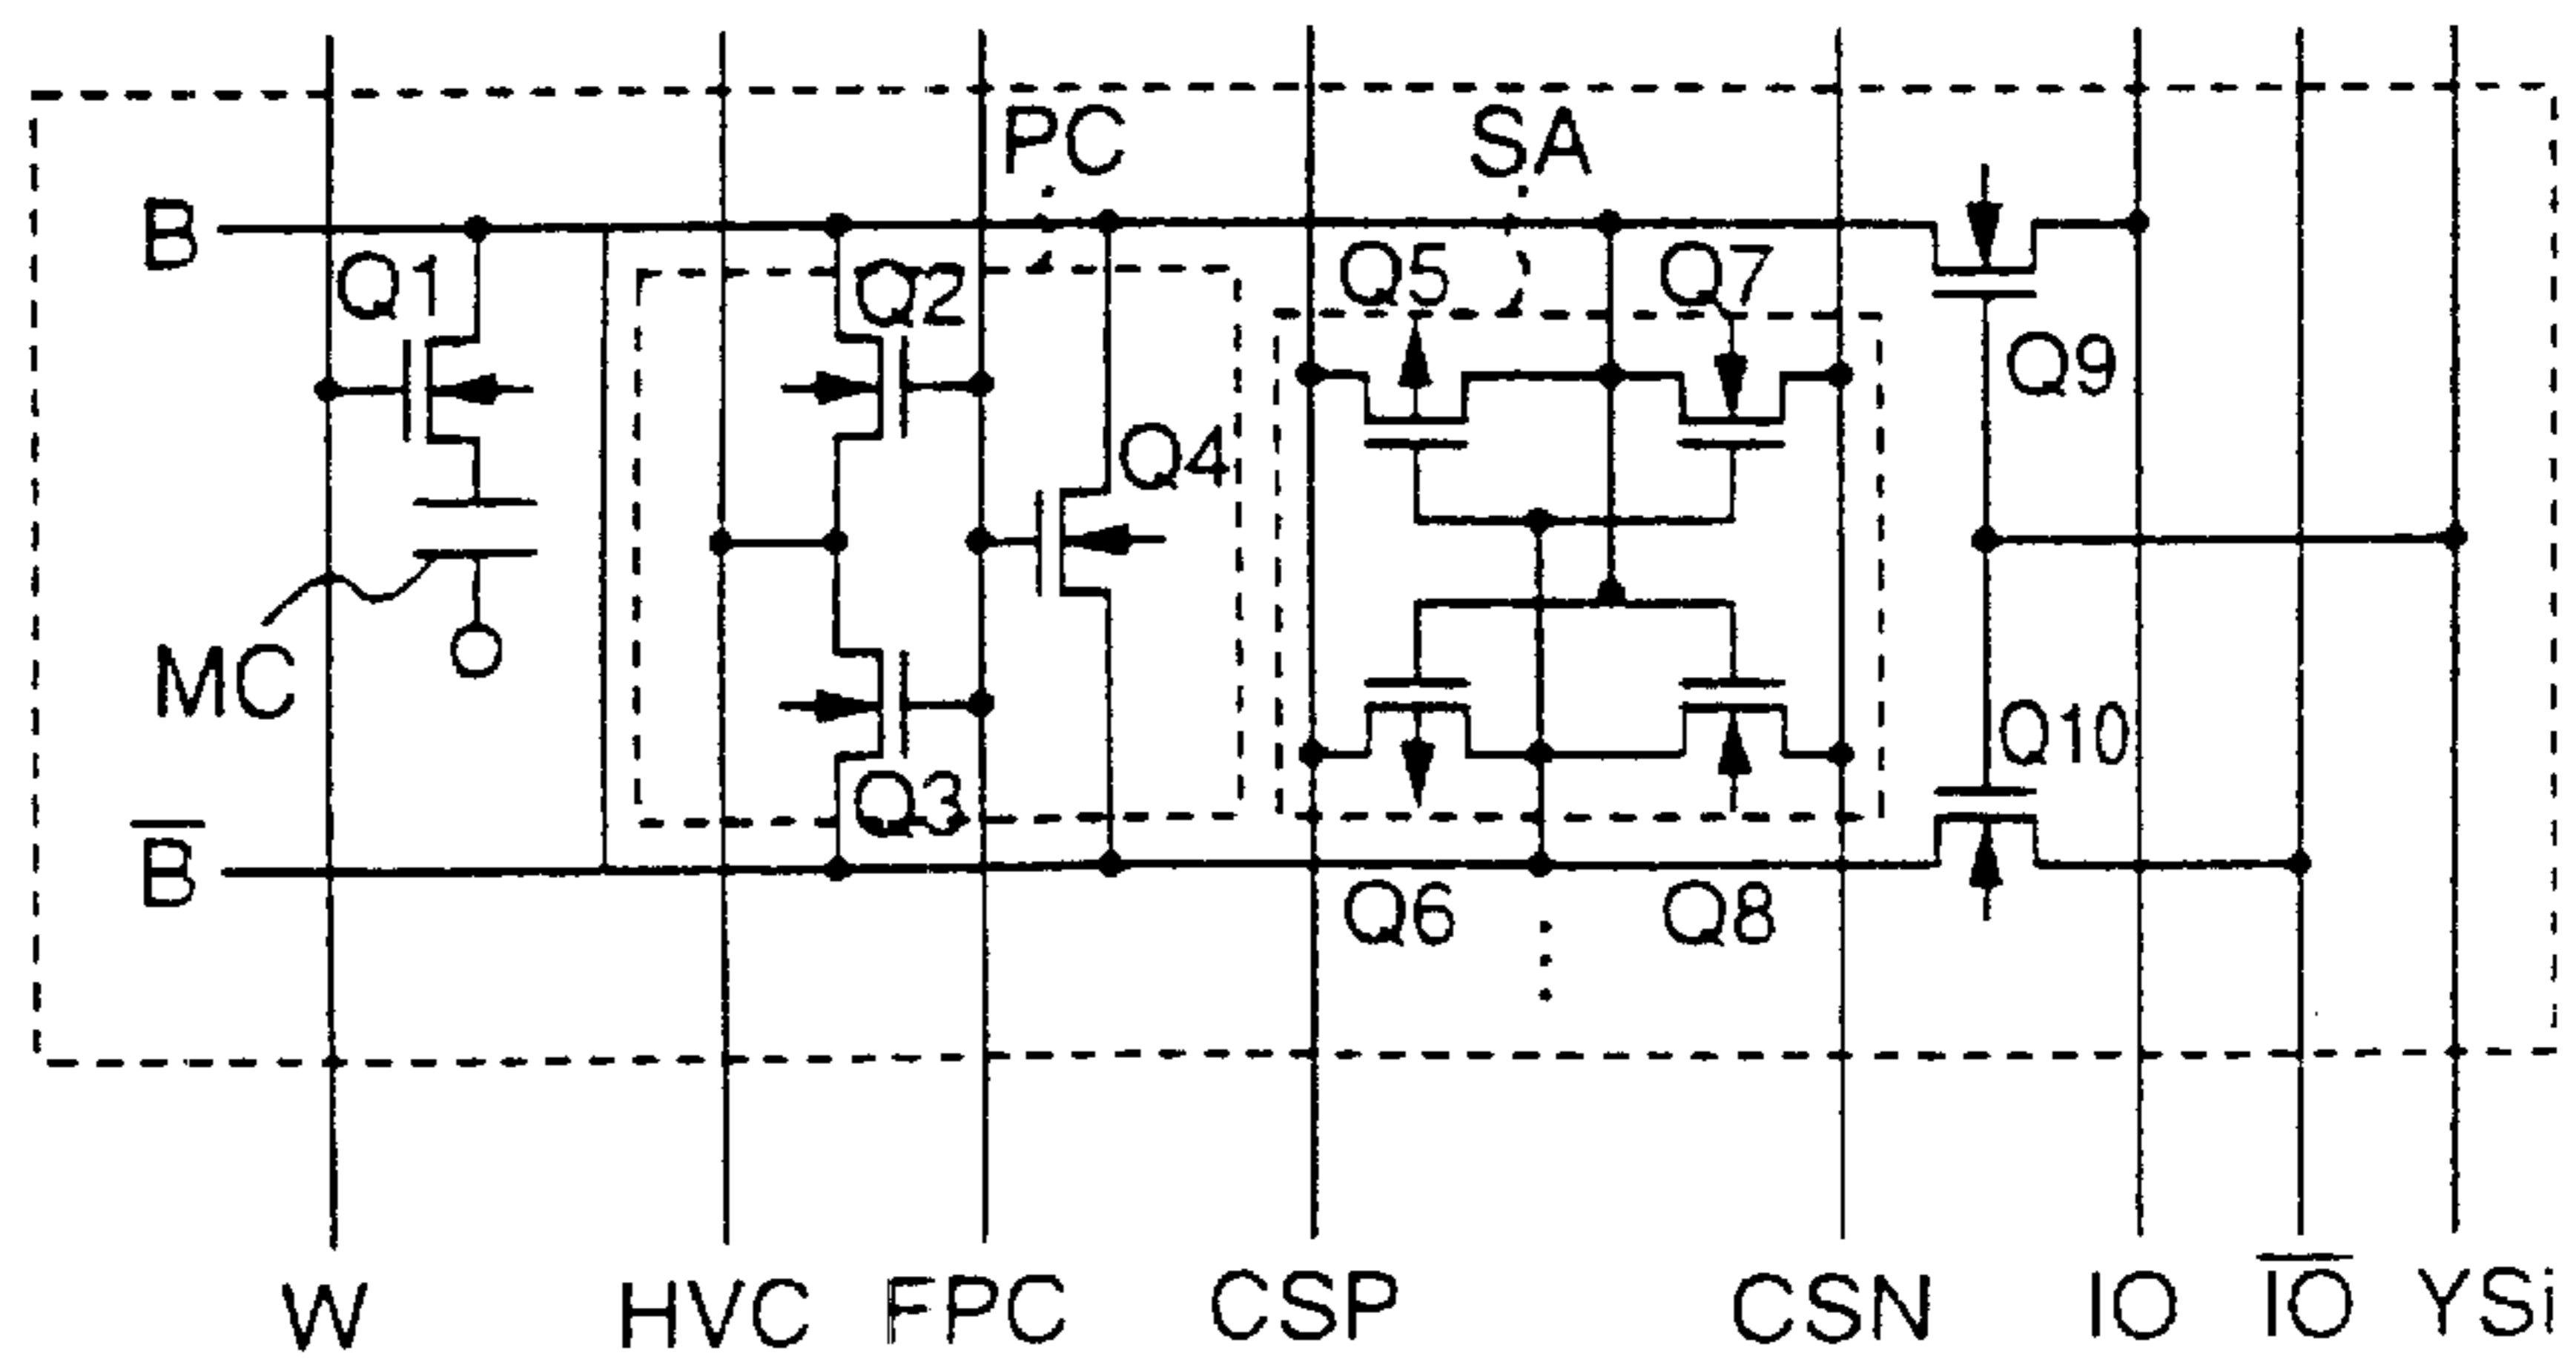 PC SA
B
Q1 Q2 Q5 Q7
Q9
Q4
MC
Q10
Q3
B̅
Q6 Q8
W HVC FPC CSP CSN IO I̅O̅ YSi